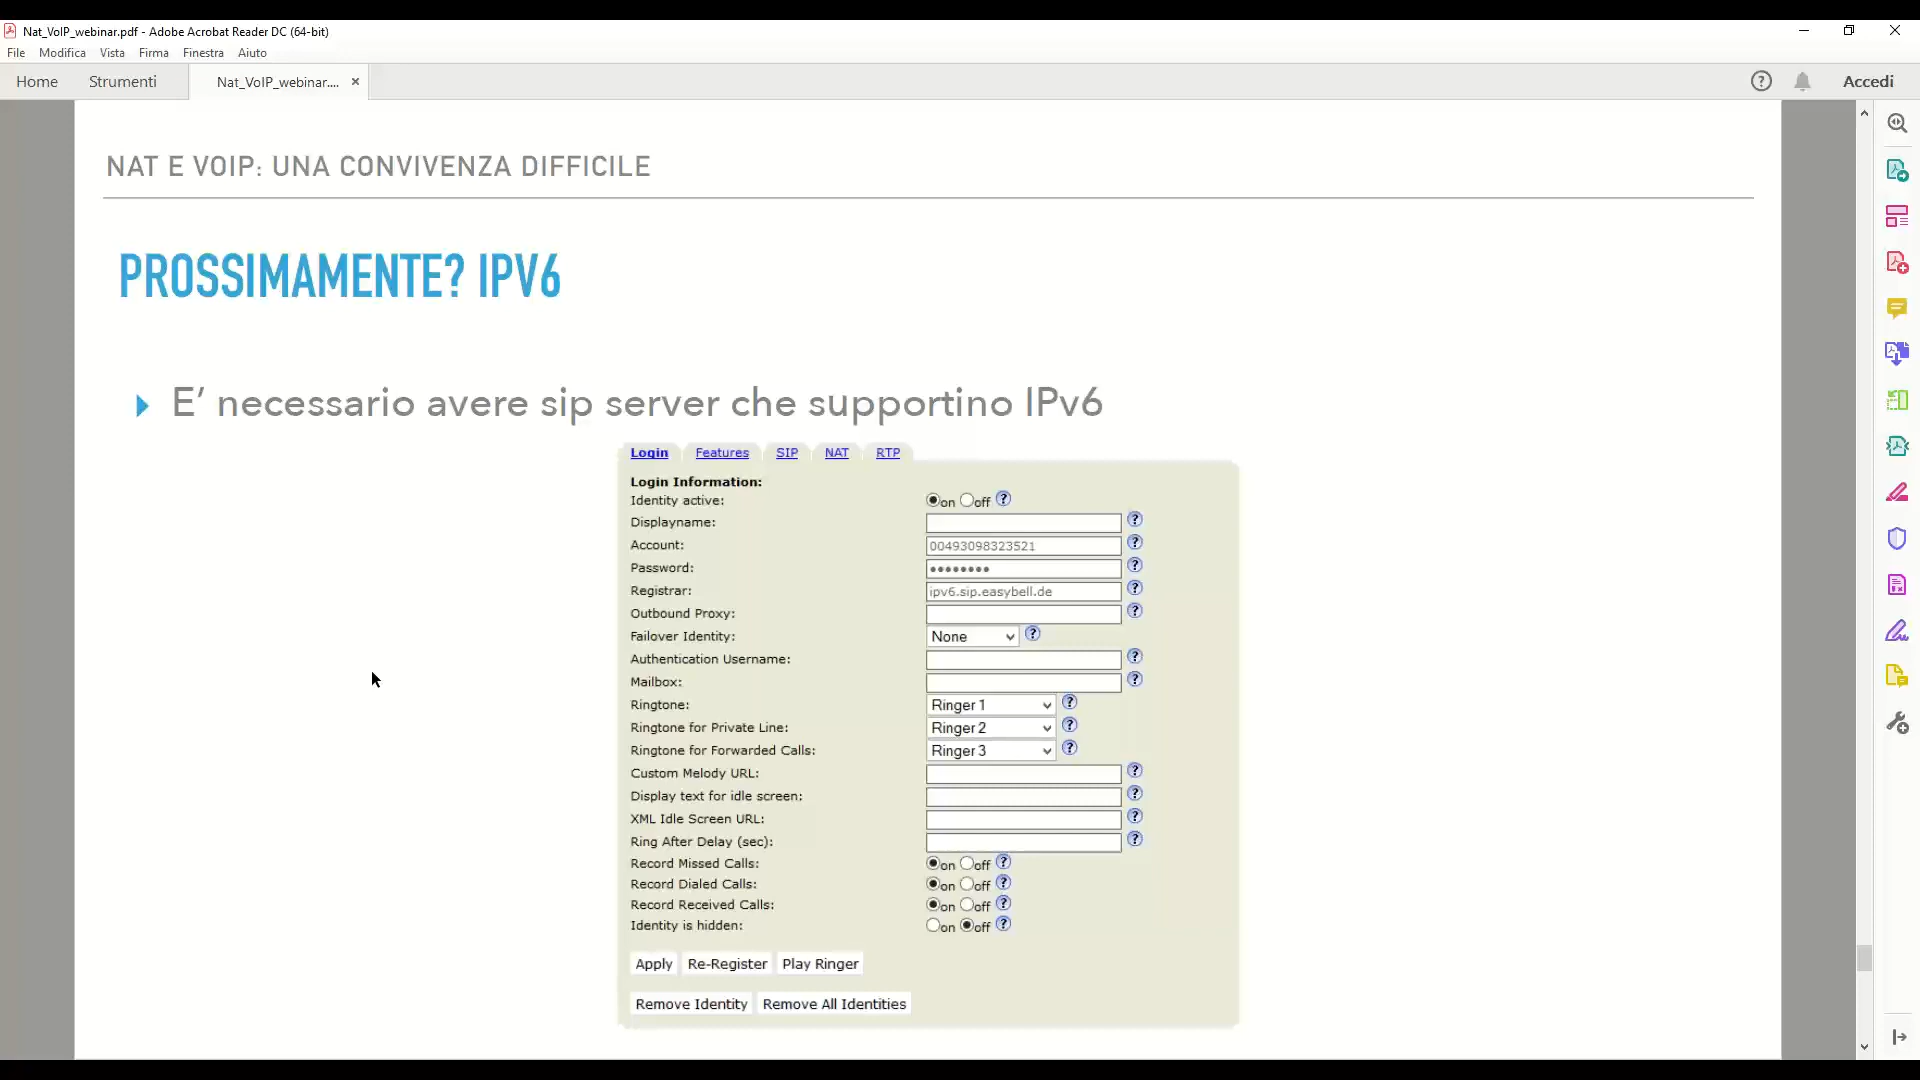 Nat_VoIP_webinar.pdf - Adobe Acrobat Reader DC (64-bit)
File Modifica Vista Firma Finestra Aiuto
Home Strumenti Nat_VoIP_webinar.... × ? Accedi
NAT E VOIP: UNA CONVIVENZA DIFFICILE
PROSSIMAMENTE? IPV6
E’ necessario avere sip server che supportino IPv6
Login Features SIP NAT RTP
Login Information:
Identity active: on off ?
Displayname: ?
Account: 00493098323521 ?
Password: •••••••• ?
Registrar: ipv6.sip.easybell.de ?
Outbound Proxy: ?
Failover Identity: None ?
Authentication Username: ?
Mailbox: ?
Ringtone: Ringer 1 ?
Ringtone for Private Line: Ringer 2 ?
Ringtone for Forwarded Calls: Ringer 3 ?
Custom Melody URL: ?
Display text for idle screen: ?
XML Idle Screen URL: ?
Ring After Delay (sec): ?
Record Missed Calls: on off ?
Record Dialed Calls: on off ?
Record Received Calls: on off ?
Identity is hidden: on off ?
Apply Re-Register Play Ringer
Remove Identity Remove All Identities